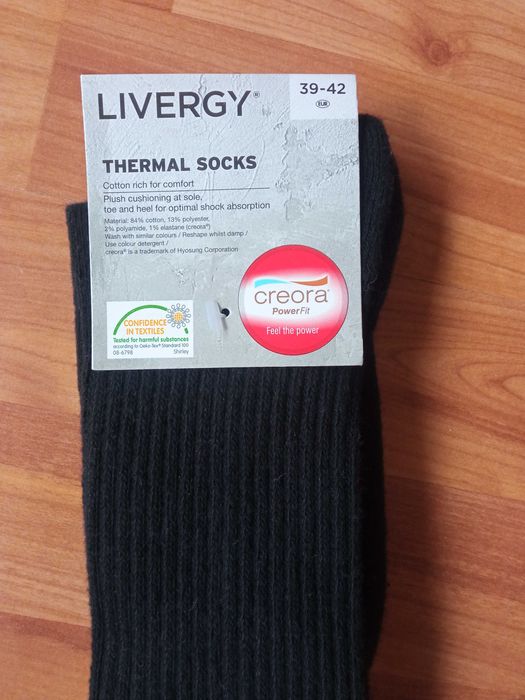 LIVERGY®
39-42
EUR
THERMAL SOCKS
Cotton rich for comfort
Plush cushioning at sole,
toe and heel for optimal shock absorption
Material: 84% cotton, 13% polyester,
2% polyamide, 1% elastane (creora®)
Wash with similar colours / Reshape whilst damp /
Use colour detergent /
creora® is a trademark of Hyosung Corporation
creora®
PowerFit
Feel the power
CONFIDENCE
IN TEXTILES
Tested for harmful substances
according to Oeko-Tex® Standard 100
08-6798 Shirley